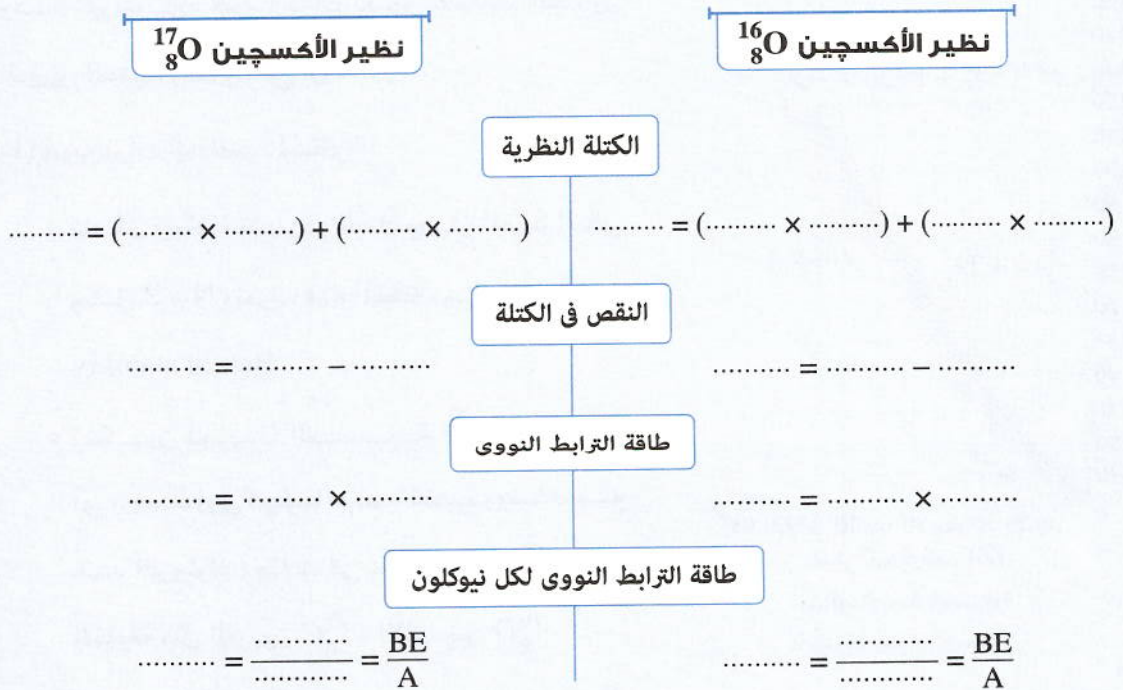 نظير الأكسچين ¹⁶₈O
نظير الأكسچين ¹⁷₈O
الكتلة النظرية
(......... × .........) + (......... × .........) = .........
(......... × .........) + (......... × .........) = .........
النقص فى الكتلة
......... − ......... = .........
......... − ......... = .........
طاقة الترابط النووى
......... × ......... = .........
......... × ......... = .........
طاقة الترابط النووى لكل نيوكلون
BE/A = ........./......... = .........
BE/A = ........./......... = .........